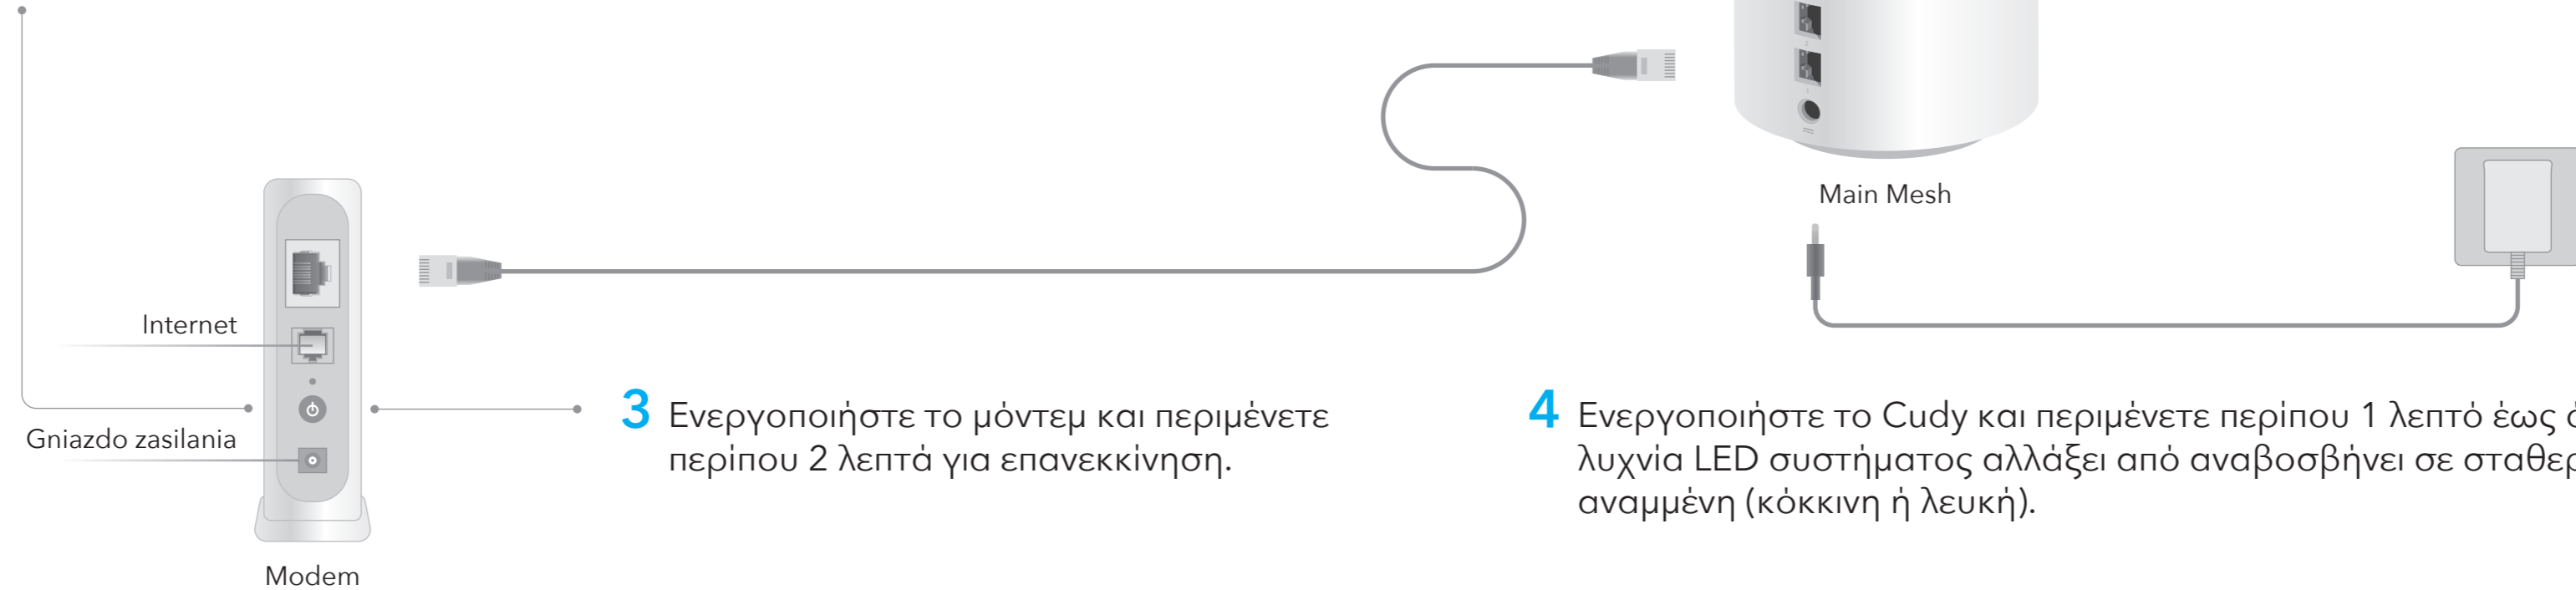 Main Mesh
Internet
Gniazdo zasilania
Modem
3 Ενεργοποιήστε το μόντεμ και περιμένετε
περίπου 2 λεπτά για επανεκκίνηση.
4 Ενεργοποιήστε το Cudy και περιμένετε περίπου 1 λεπτό έως
λυχνία LED συστήματος αλλάξει από αναβοσβήνει σε
αναμμένη (κόκκινη ή λευκή).